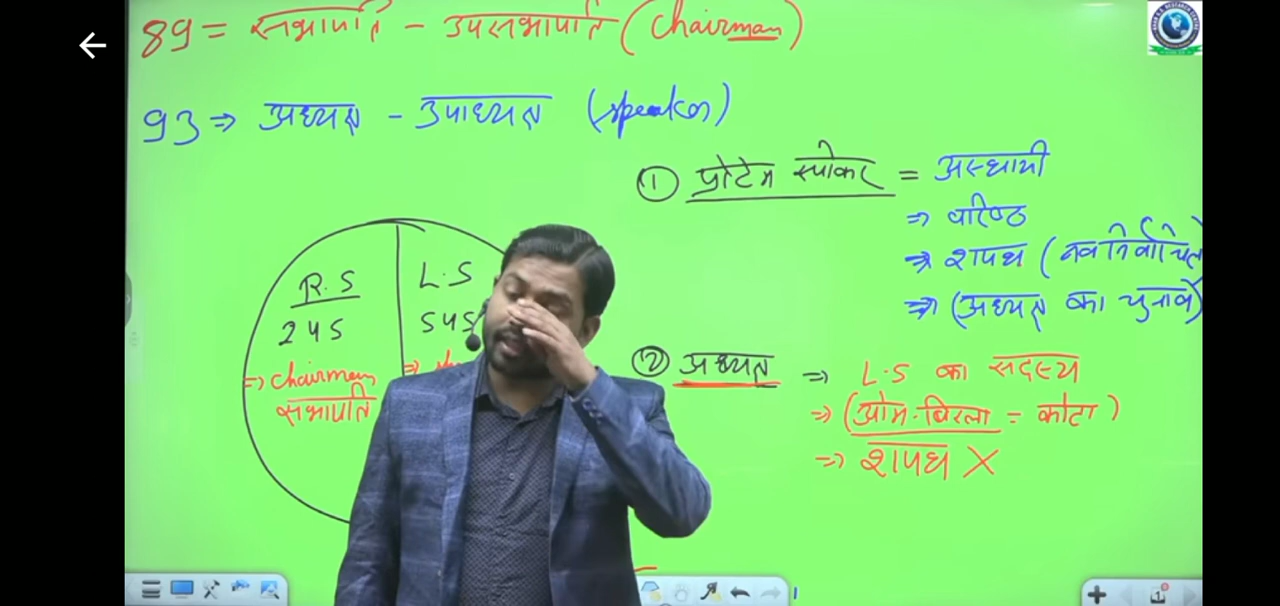 89 = सभापति - उपसभापति (Chairman)
93 ⇒ अध्यक्ष - उपाध्यक्ष (speaker)
① प्रोटेम स्पीकर = अस्थायी
⇒ वरिष्ठ
⇒ शपथ (नवनिर्वाचित
⇒ (अध्यक्ष का चुनाव)
R.S
245
⇒ Chairman
सभापति
L.S
545
⇒
② अध्यक्ष ⇒ L.S का सदस्य
⇒ (ओम.बिरला = कोटा)
⇒ शपथ X
1